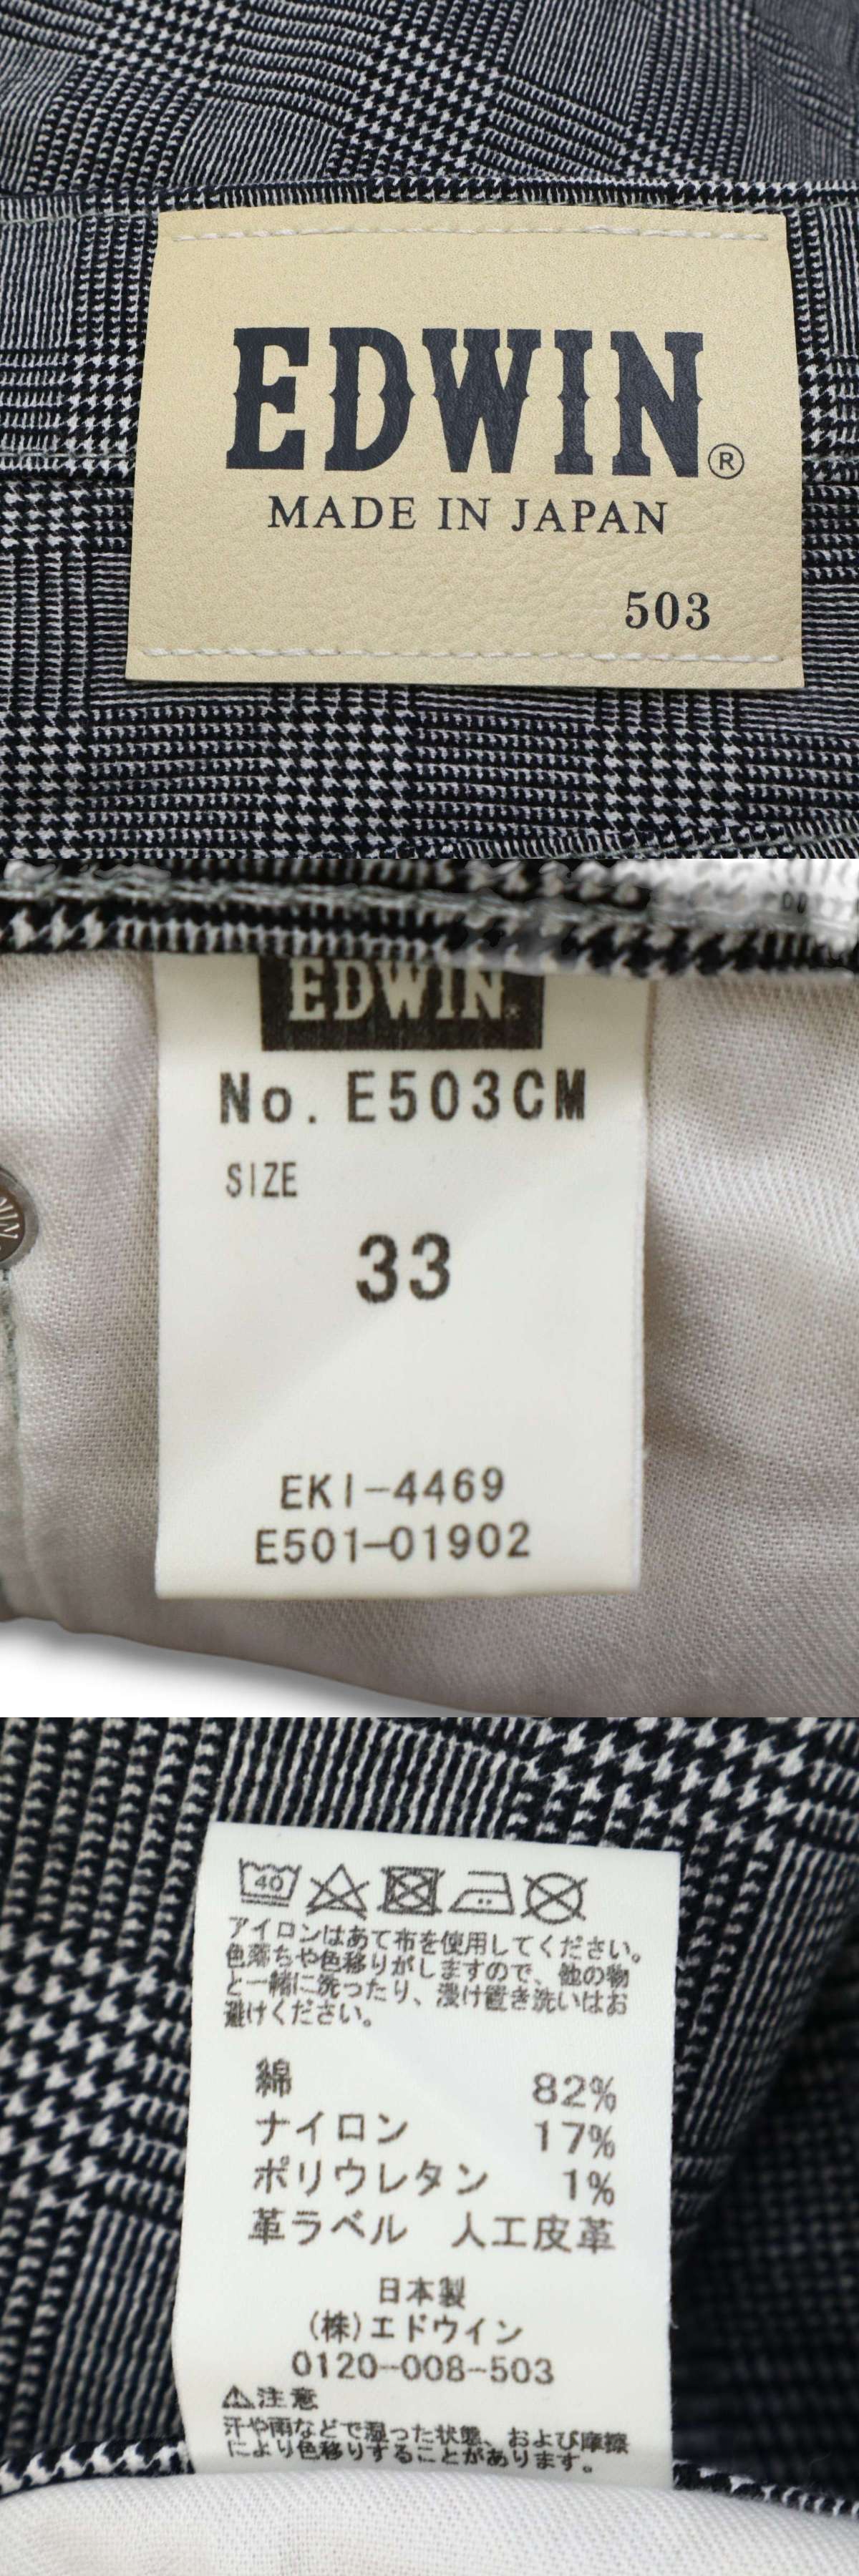 EDWIN®
MADE IN JAPAN
503
EDWIN
No. E503CM
SIZE
33
EKI-4469
E501-01902
40
アイロンはあて布を使用してください。
色落ちや色移りがしますので、他の物
と一緒に洗ったり、浸け置き洗いはお
避けください。
綿 82%
ナイロン 17%
ポリウレタン 1%
革ラベル 人工皮革
日本製
(株)エドウイン
0120-008-503
⚠注意
汗や雨などで湿った状態、および摩擦
により色移りすることがあります。